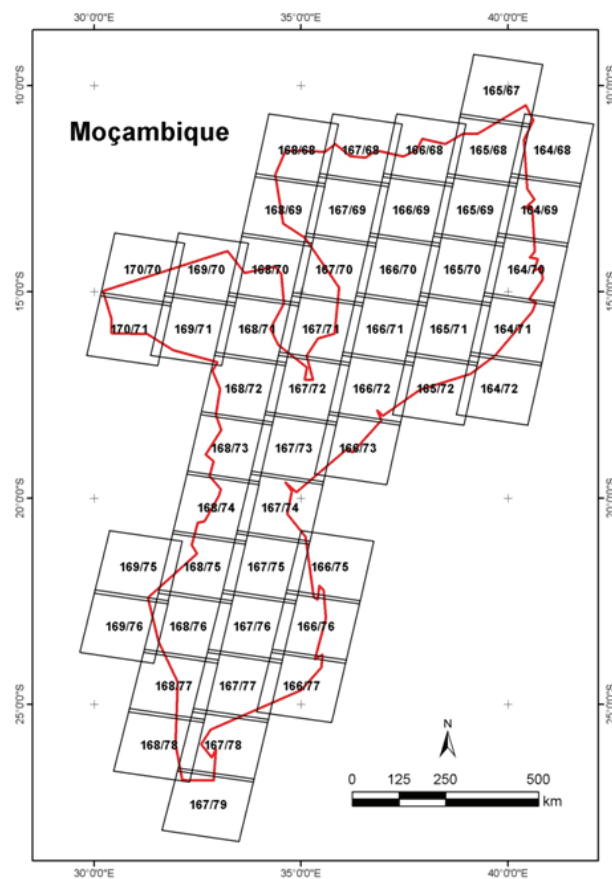 30°0'0"E 35°0'0"E 40°0'0"E
10°0'0"S 10°0'0"S
165/67
Moçambique
168/68 167/68 166/68 165/68 164/68
168/69 167/69 166/69 165/69 164/69
170/70 169/70 168/70 167/70 166/70 165/70 164/70
15°0'0"S 15°0'0"S
170/71 169/71 168/71 167/71 166/71 165/71 164/71
168/72 167/72 166/72 165/72 164/72
168/73 167/73 166/73
20°0'0"S 20°0'0"S
168/74 167/74
169/75 168/75 167/75 166/75
169/76 168/76 167/76 166/76
168/77 167/77 166/77
25°0'0"S 25°0'0"S
168/78 167/78
N
0 125 250 500
km
167/79
30°0'0"E 35°0'0"E 40°0'0"E